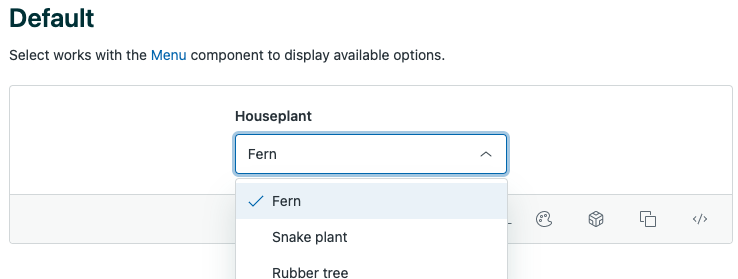 Default
Select works with the Menu component to display available options.
Houseplant
Fern
Fern
Snake plant
Rubber tree